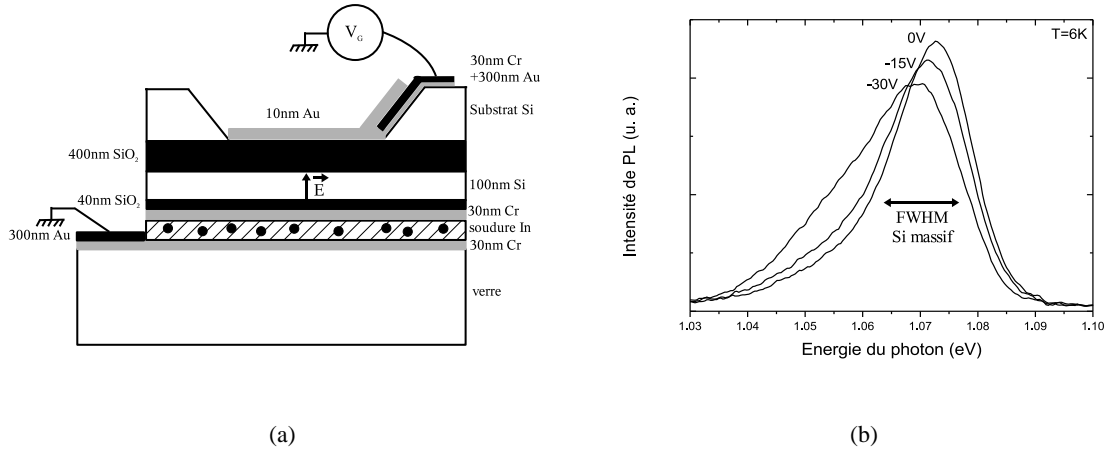 V_G
30nm Cr
+300nm Au
Substrat Si
10nm Au
400nm SiO₂
100nm Si
E
40nm SiO₂
30nm Cr
soudure In
300nm Au
30nm Cr
verre
(a)
T=6K
0V
-15V
-30V
FWHM
Si massif
Intensité de PL (u. a.)
1.03 1.04 1.05 1.06 1.07 1.08 1.09 1.10
Energie du photon (eV)
(b)